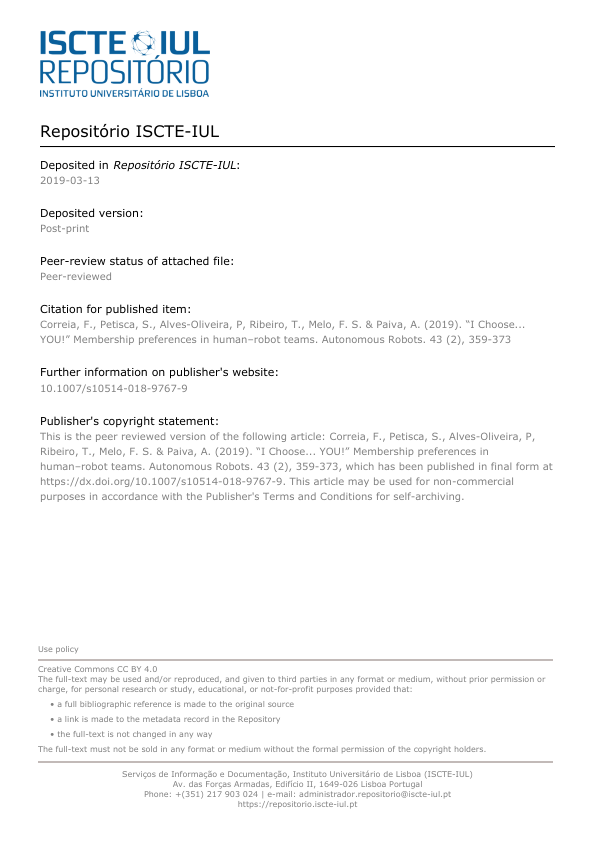 ISCTE IUL
REPOSITÓRIO
INSTITUTO UNIVERSITÁRIO DE LISBOA
Repositório ISCTE-IUL
Deposited in Repositório ISCTE-IUL:
2019-03-13
Deposited version:
Post-print
Peer-review status of attached file:
Peer-reviewed
Citation for published item:
Correia, F., Petisca, S., Alves-Oliveira, P, Ribeiro, T., Melo, F. S. & Paiva, A. (2019). “I Choose...
YOU!” Membership preferences in human–robot teams. Autonomous Robots. 43 (2), 359-373
Further information on publisher's website:
10.1007/s10514-018-9767-9
Publisher's copyright statement:
This is the peer reviewed version of the following article: Correia, F., Petisca, S., Alves-Oliveira, P,
Ribeiro, T., Melo, F. S. & Paiva, A. (2019). “I Choose... YOU!” Membership preferences in
human–robot teams. Autonomous Robots. 43 (2), 359-373, which has been published in final form at
https://dx.doi.org/10.1007/s10514-018-9767-9. This article may be used for non-commercial
purposes in accordance with the Publisher's Terms and Conditions for self-archiving.
Use policy
Creative Commons CC BY 4.0
The full-text may be used and/or reproduced, and given to third parties in any format or medium, without prior permission or
charge, for personal research or study, educational, or not-for-profit purposes provided that:
• a full bibliographic reference is made to the original source
• a link is made to the metadata record in the Repository
• the full-text is not changed in any way
The full-text must not be sold in any format or medium without the formal permission of the copyright holders.
Serviços de Informação e Documentação, Instituto Universitário de Lisboa (ISCTE-IUL)
Av. das Forças Armadas, Edifício II, 1649-026 Lisboa Portugal
Phone: +(351) 217 903 024 | e-mail: administrador.repositorio@iscte-iul.pt
https://repositorio.iscte-iul.pt